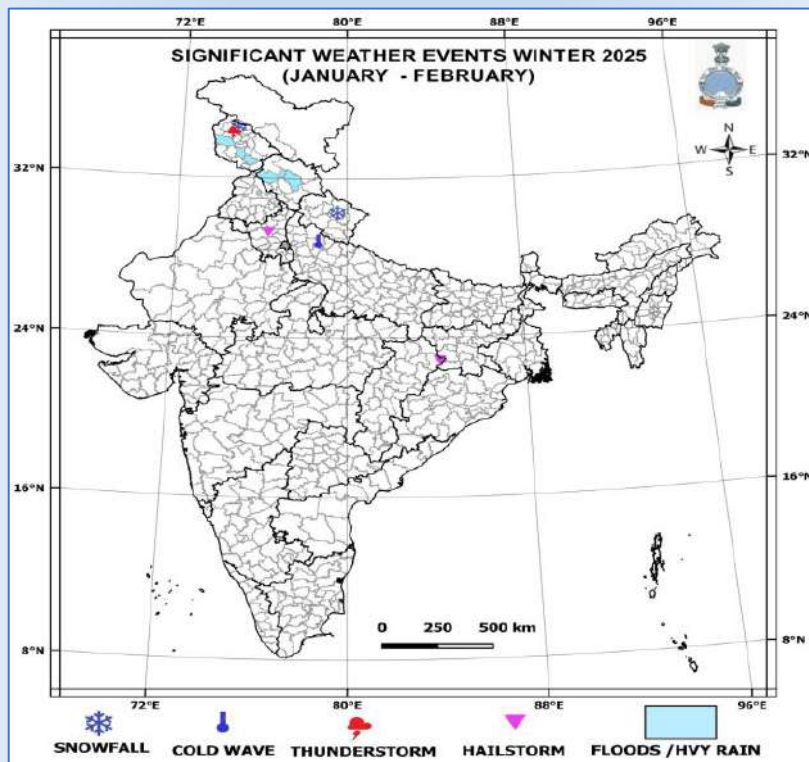 72°E 80°E 88°E 96°E
SIGNIFICANT WEATHER EVENTS WINTER 2025
(JANUARY - FEBRUARY)
N
W E
S
32°N 32°N
24°N 24°N
16°N 16°N
0 250 500 km
8°N 8°N
72°E 80°E 88°E 96°E
SNOWFALL COLD WAVE THUNDERSTORM HAILSTORM FLOODS /HVY RAIN